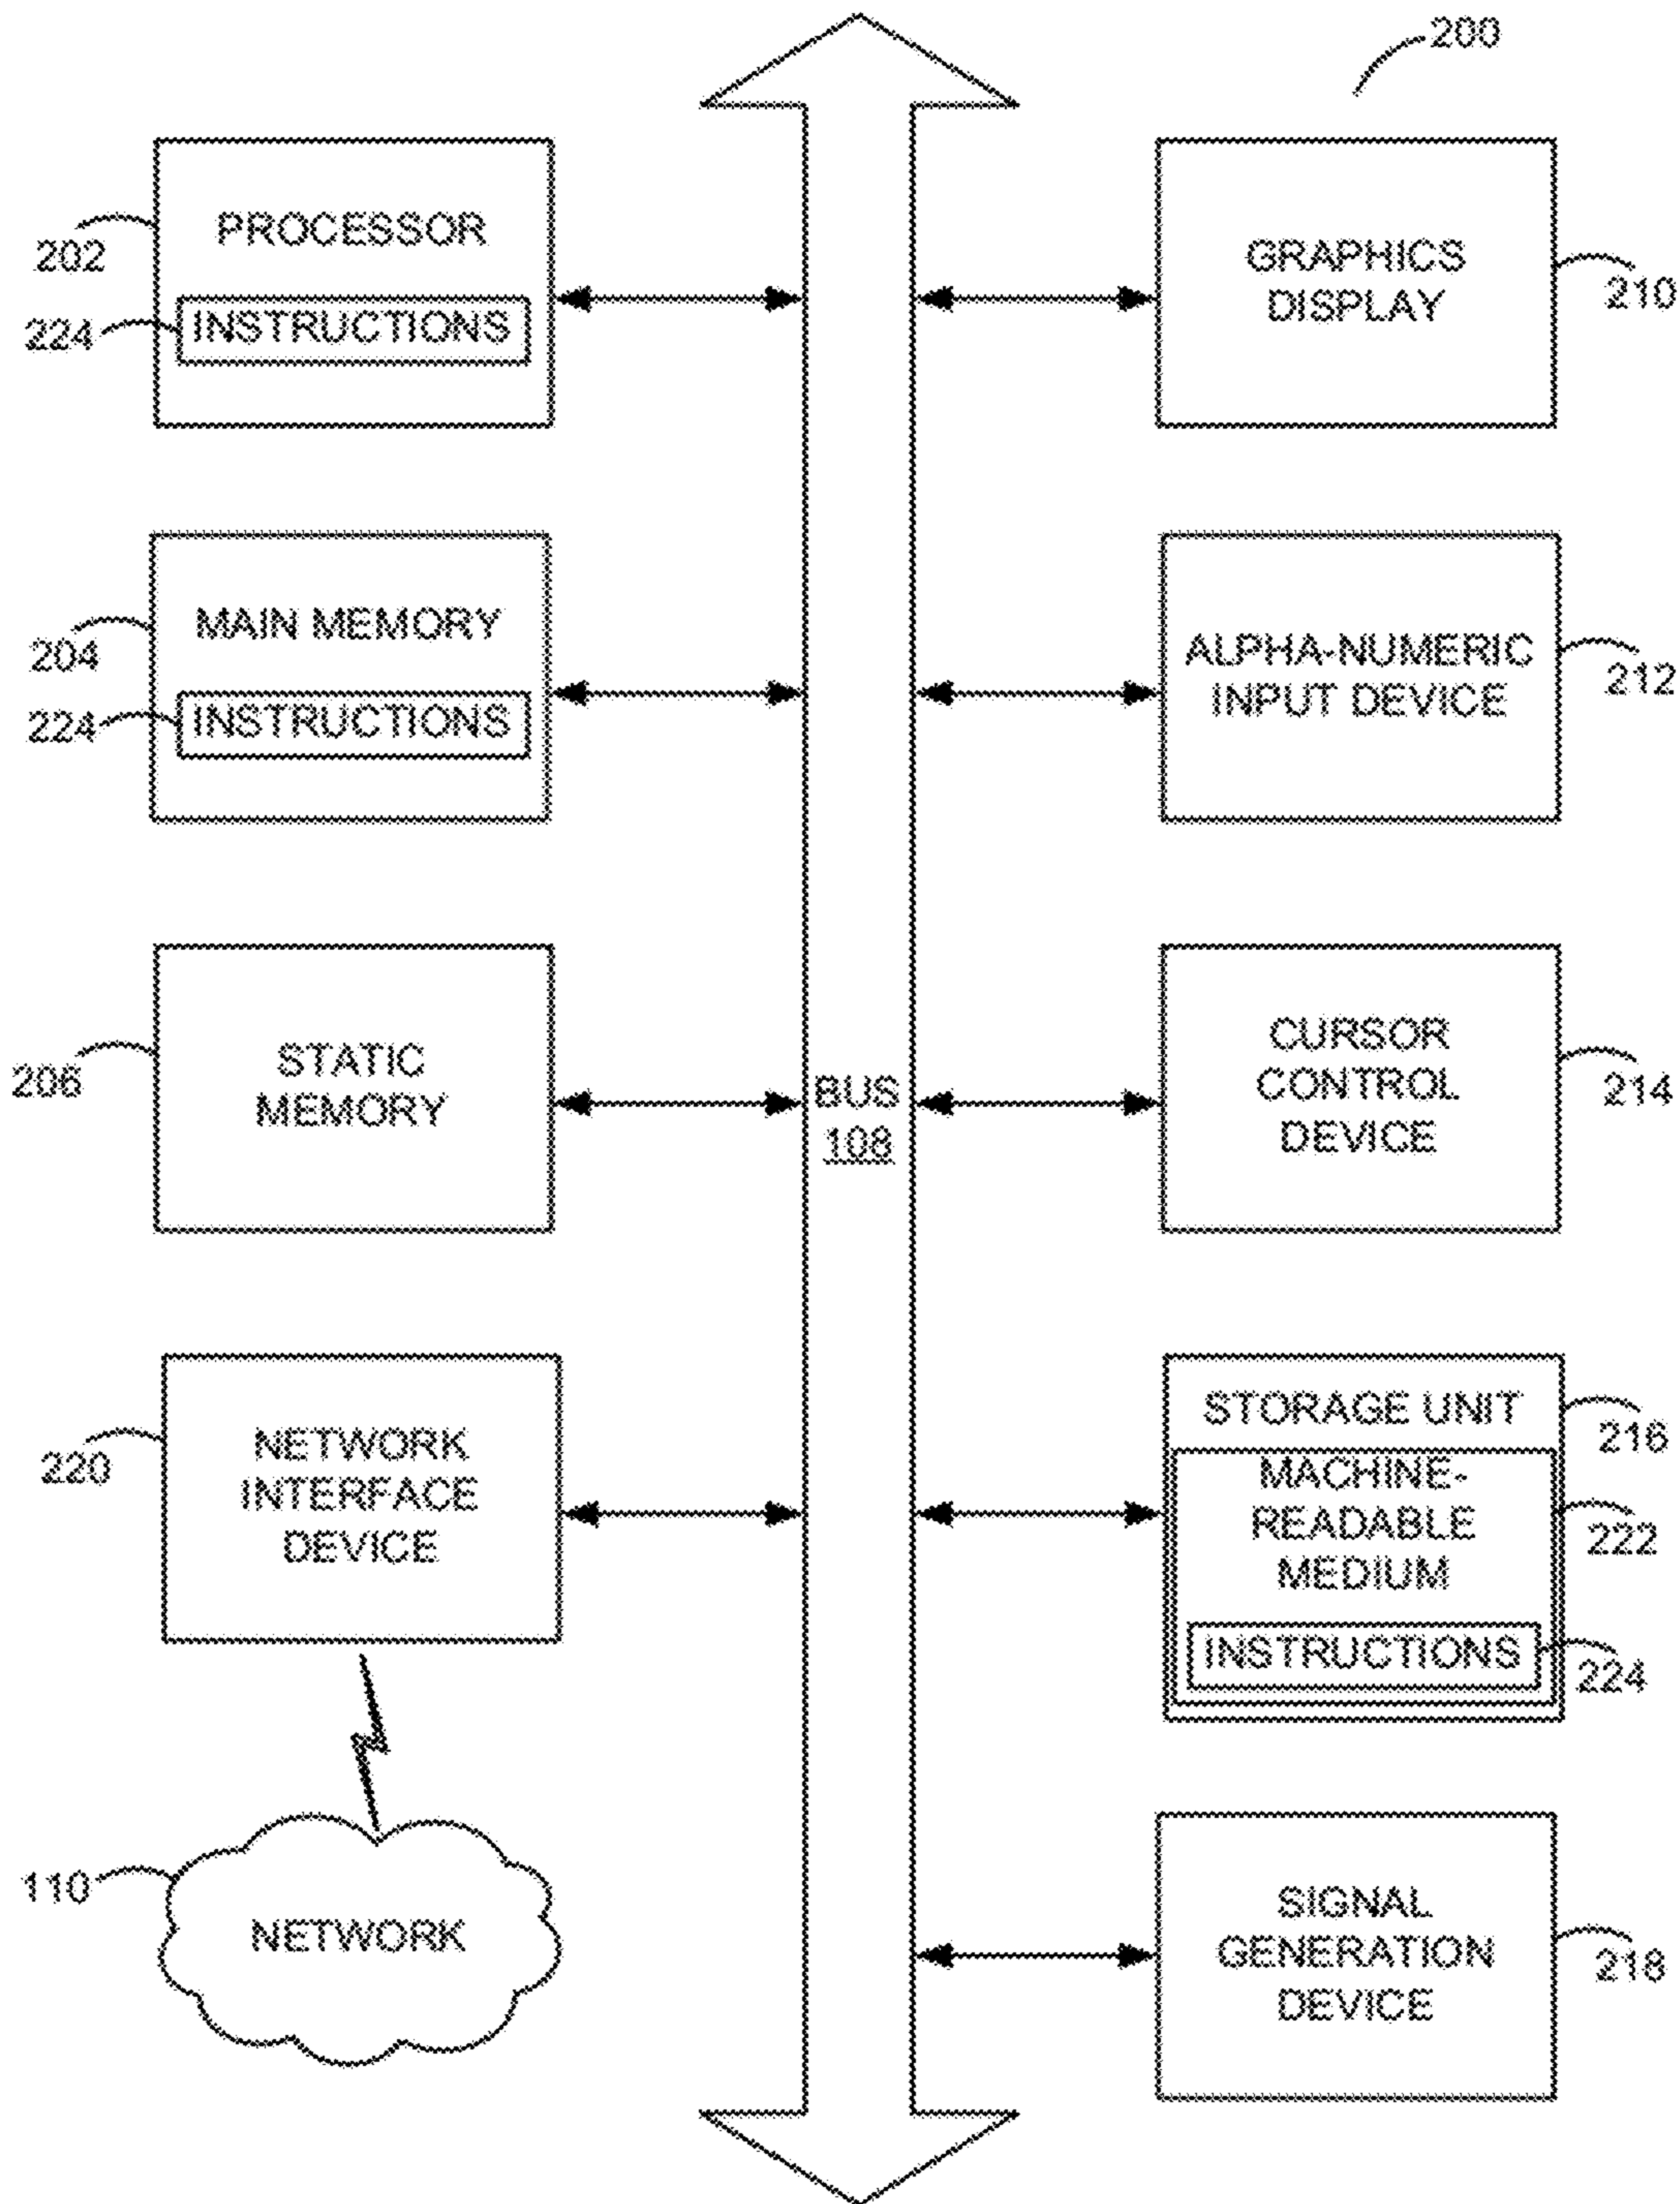 200
PROCESSOR
202
INSTRUCTIONS
224
GRAPHICS
DISPLAY
210
MAIN MEMORY
204
INSTRUCTIONS
224
ALPHA-NUMERIC
INPUT DEVICE
212
STATIC
MEMORY
206
BUS
108
CURSOR
CONTROL
DEVICE
214
NETWORK
INTERFACE
DEVICE
220
STORAGE UNIT
216
MACHINE-
READABLE
MEDIUM
222
INSTRUCTIONS
224
110
NETWORK
SIGNAL
GENERATION
DEVICE
218